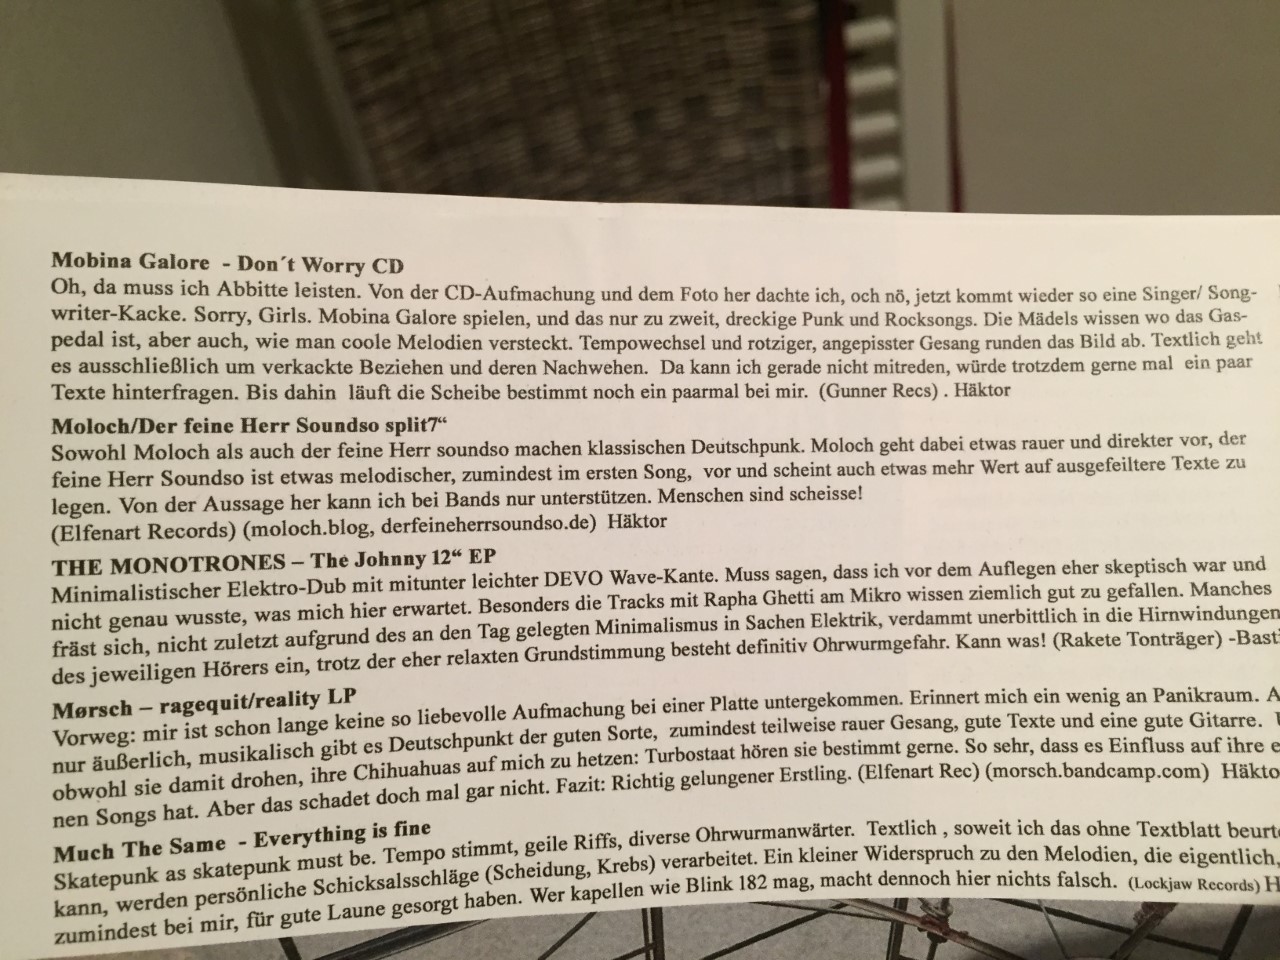 Mobina Galore - Don´t Worry CD
Oh, da muss ich Abbitte leisten. Von der CD-Aufmachung und dem Foto her dachte ich, och nö, jetzt kommt wieder so eine Singer/ Song-
writer-Kacke. Sorry, Girls. Mobina Galore spielen, und das nur zu zweit, dreckige Punk und Rocksongs. Die Mädels wissen wo das Gas-
pedal ist, aber auch, wie man coole Melodien versteckt. Tempowechsel und rotziger, angepisster Gesang runden das Bild ab. Textlich geht
es ausschließlich um verkackte Beziehen und deren Nachwehen. Da kann ich gerade nicht mitreden, würde trotzdem gerne mal ein paar
Texte hinterfragen. Bis dahin läuft die Scheibe bestimmt noch ein paarmal bei mir. (Gunner Recs) . Häktor
Moloch/Der feine Herr Soundso split7“
Sowohl Moloch als auch der feine Herr soundso machen klassischen Deutschpunk. Moloch geht dabei etwas rauer und direkter vor, der
feine Herr Soundso ist etwas melodischer, zumindest im ersten Song, vor und scheint auch etwas mehr Wert auf ausgefeiltere Texte zu
legen. Von der Aussage her kann ich bei Bands nur unterstützen. Menschen sind scheisse!
(Elfenart Records) (moloch.blog, derfeineherrsoundso.de) Häktor
THE MONOTRONES – The Johnny 12“ EP
Minimalistischer Elektro-Dub mit mitunter leichter DEVO Wave-Kante. Muss sagen, dass ich vor dem Auflegen eher skeptisch war und
nicht genau wusste, was mich hier erwartet. Besonders die Tracks mit Rapha Ghetti am Mikro wissen ziemlich gut zu gefallen. Manches
fräst sich, nicht zuletzt aufgrund des an den Tag gelegten Minimalismus in Sachen Elektrik, verdammt unerbittlich in die Hirnwindungen
des jeweiligen Hörers ein, trotz der eher relaxten Grundstimmung besteht definitiv Ohrwurmgefahr. Kann was! (Rakete Tonträger) -Basti
Mørsch – ragequit/reality LP
Vorweg: mir ist schon lange keine so liebevolle Aufmachung bei einer Platte untergekommen. Erinnert mich ein wenig an Panikraum. A
nur äußerlich, musikalisch gibt es Deutschpunkt der guten Sorte, zumindest teilweise rauer Gesang, gute Texte und eine gute Gitarre.
obwohl sie damit drohen, ihre Chihuahuas auf mich zu hetzen: Turbostaat hören sie bestimmt gerne. So sehr, dass es Einfluss auf ihre e
nen Songs hat. Aber das schadet doch mal gar nicht. Fazit: Richtig gelungener Erstling. (Elfenart Rec) (morsch.bandcamp.com) Häkto
Much The Same - Everything is fine
Skatepunk as skatepunk must be. Tempo stimmt, geile Riffs, diverse Ohrwurmanwärter. Textlich , soweit ich das ohne Textblatt beurte
kann, werden persönliche Schicksalsschläge (Scheidung, Krebs) verarbeitet. Ein kleiner Widerspruch zu den Melodien, die eigentlich,
zumindest bei mir, für gute Laune gesorgt haben. Wer kapellen wie Blink 182 mag, macht dennoch hier nichts falsch. (Lockjaw Records) H